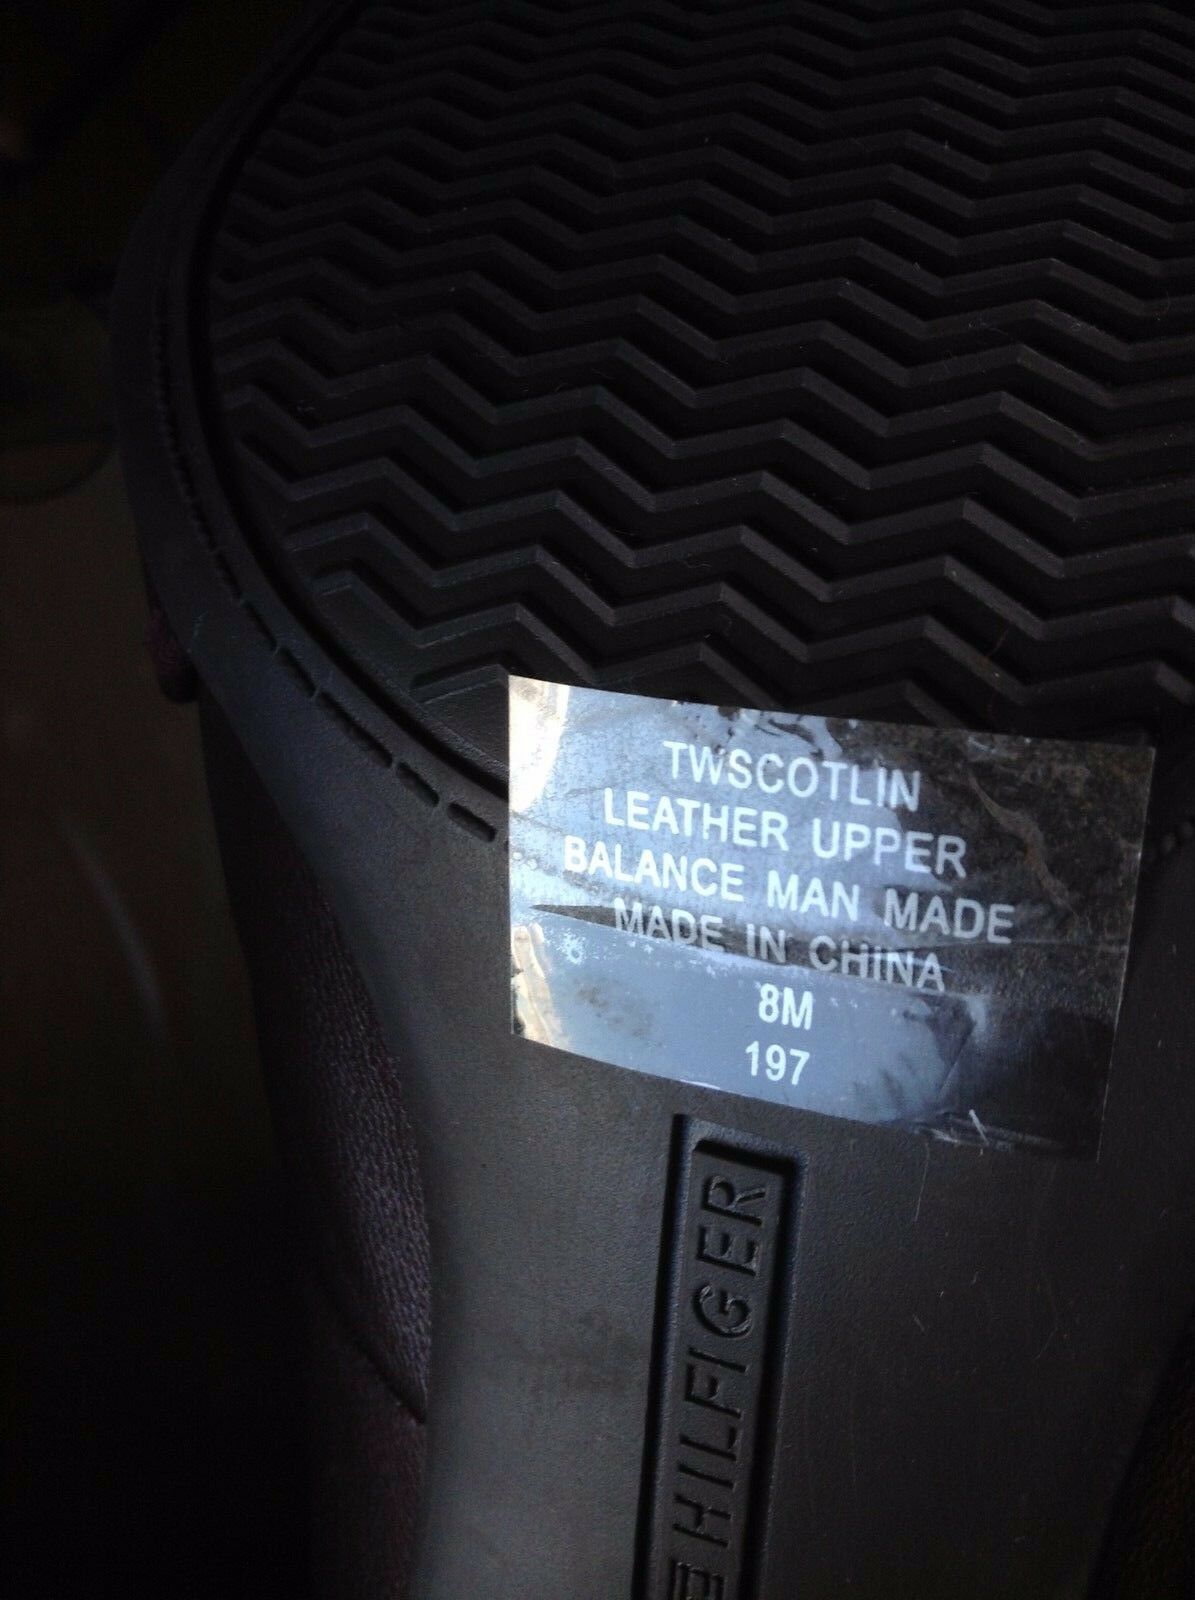 TWSCOTLIN
LEATHER UPPER
BALANCE MAN MADE
MADE IN CHINA
8M
197
HILFIGER